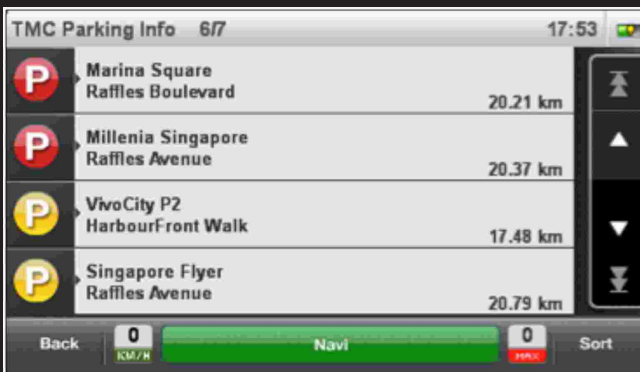 TMC Parking Info 6/7 17:53
P
Marina Square
Raffles Boulevard
20.21 km
P
Millenia Singapore
Raffles Avenue
20.37 km
P
VivoCity P2
HarbourFront Walk
17.48 km
P
Singapore Flyer
Raffles Avenue
20.79 km
Back
0
KM/H
Navi
0
MAX
Sort